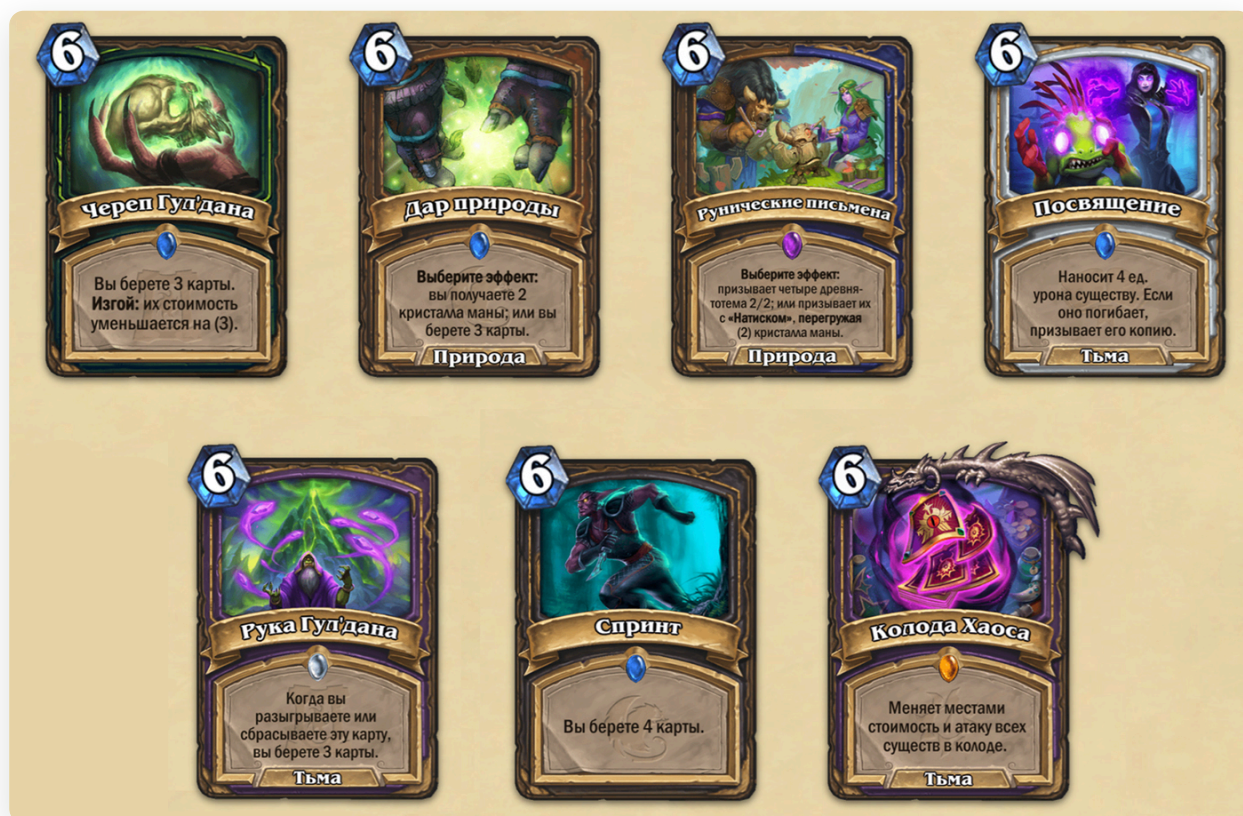 6
Череп Гул'дана
Вы берете 3 карты.
Изгой: их стоимость
уменьшается на (3).
6
Дар природы
Выберите эффект:
вы получаете 2
кристалла маны; или вы
берете 3 карты.
Природа
6
Рунические письмена
Выберите эффект:
призывает четыре древня-
тотема 2/2; или призывает их
с «Натиском», перегружая
(2) кристалла маны.
Природа
6
Посвящение
Наносит 4 ед.
урона существу. Если
оно погибает,
призывает его копию.
Тьма
6
Рука Гул'дана
Когда вы
разыгрываете или
сбрасываете эту карту,
вы берете 3 карты.
Тьма
6
Спринт
Вы берете 4 карты.
6
Колода Хаоса
Меняет местами
стоимость и атаку всех
существ в колоде.
Тьма